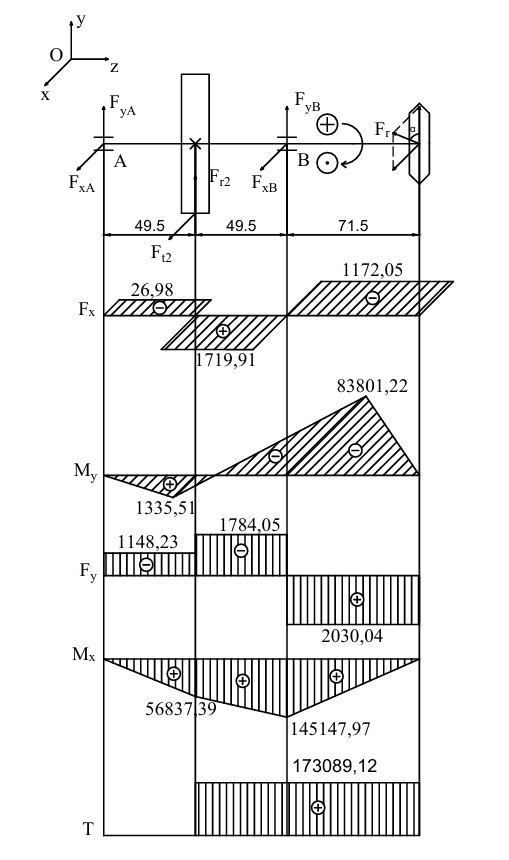 y
O
z
x
F_yA
F_yB
F_r
α
A
B
F_xA
F_r2
F_xB
F_t2
49.5 49.5 71.5
26,98
1172,05
F_x
1719,91
83801,22
M_y
1335,51
1148,23
1784,05
F_y
2030,04
M_x
56837,39
145147,97
173089,12
T